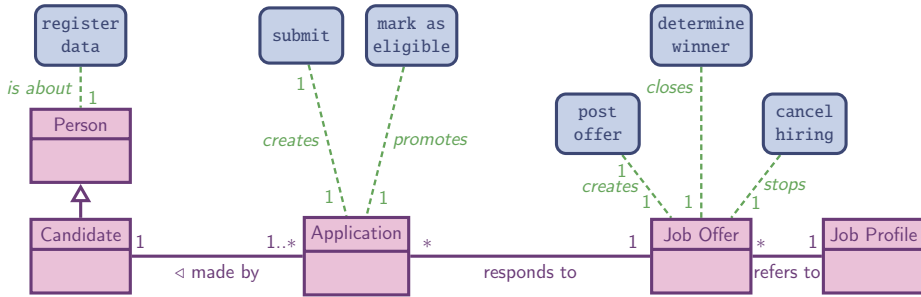 register
data
submit
mark as
eligible
determine
winner
is about
1
1
closes
post
offer
cancel
hiring
Person
creates
promotes
1
creates
stops
1
1
1
1
1
Candidate
1
1..*
Application
*
1
Job Offer
*
1
Job Profile
◁ made by
responds to
refers to